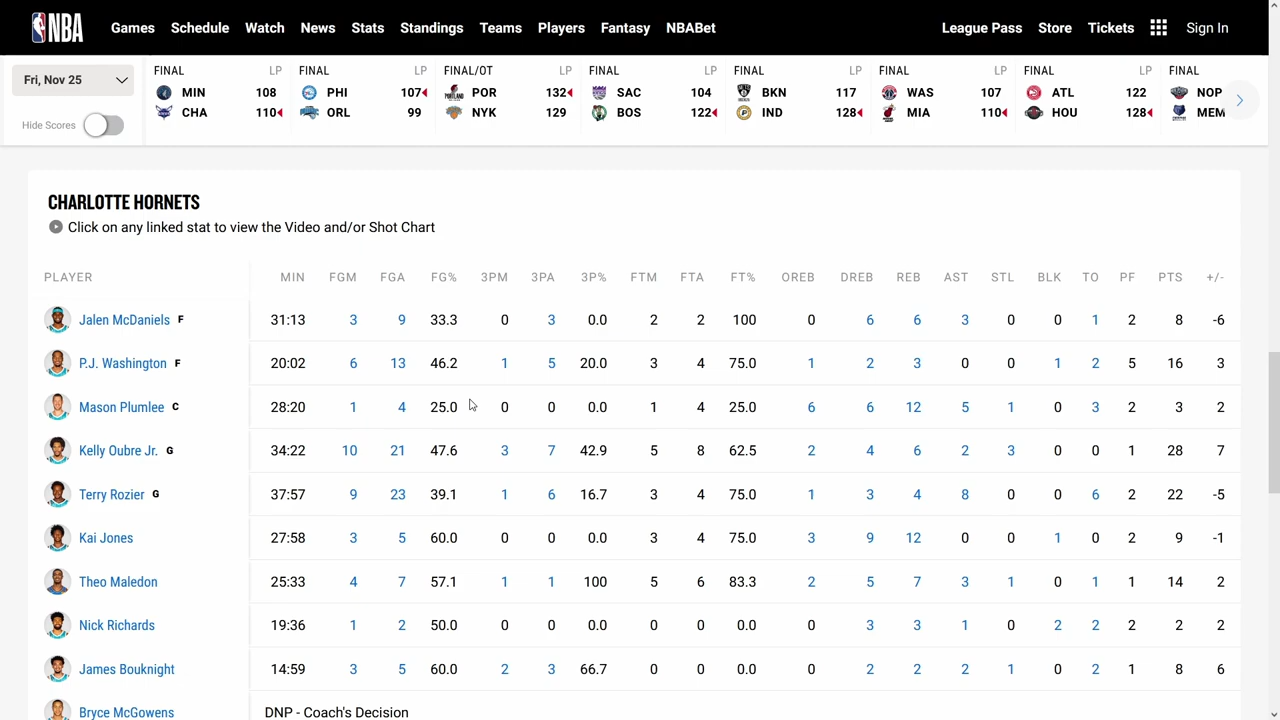 NBA Games Schedule Watch News Stats Standings Teams Players Fantasy NBABet League Pass Store Tickets Sign In
Fri, Nov 25
Hide Scores
FINAL LP
MIN 108
CHA 110
FINAL LP
PHI 107
ORL 99
FINAL/OT LP
POR 132
NYK 129
FINAL LP
SAC 104
BOS 122
FINAL LP
BKN 117
IND 128
FINAL LP
WAS 107
MIA 110
FINAL LP
ATL 122
HOU 128
FINAL
NOP
MEM
CHARLOTTE HORNETS
Click on any linked stat to view the Video and/or Shot Chart
PLAYER MIN FGM FGA FG% 3PM 3PA 3P% FTM FTA FT% OREB DREB REB AST STL BLK TO PF PTS +/-
Jalen McDaniels F 31:13 3 9 33.3 0 3 0.0 2 2 100 0 6 6 3 0 0 1 2 8 -6
P.J. Washington F 20:02 6 13 46.2 1 5 20.0 3 4 75.0 1 2 3 0 0 1 2 5 16 3
Mason Plumlee C 28:20 1 4 25.0 0 0 0.0 1 4 25.0 6 6 12 5 1 0 3 2 3 2
Kelly Oubre Jr. G 34:22 10 21 47.6 3 7 42.9 5 8 62.5 2 4 6 2 3 0 0 1 28 7
Terry Rozier G 37:57 9 23 39.1 1 6 16.7 3 4 75.0 1 3 4 8 0 0 6 2 22 -5
Kai Jones 27:58 3 5 60.0 0 0 0.0 3 4 75.0 3 9 12 0 0 1 0 2 9 -1
Theo Maledon 25:33 4 7 57.1 1 1 100 5 6 83.3 2 5 7 3 1 0 1 1 14 2
Nick Richards 19:36 1 2 50.0 0 0 0.0 0 0 0.0 0 3 3 1 0 2 2 2 2 2
James Bouknight 14:59 3 5 60.0 2 3 66.7 0 0 0.0 0 2 2 2 1 0 2 1 8 6
Bryce McGowens DNP - Coach's Decision